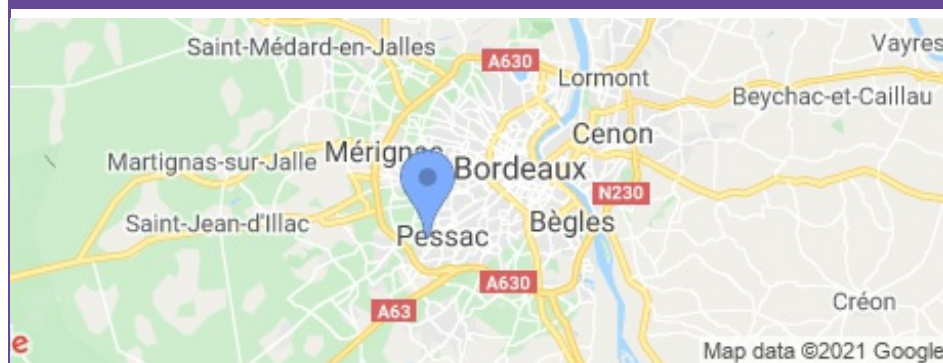 Saint-Médard-en-Jalles
A630
Vayres
Lormont
Beychac-et-Caillau
Cenon
Martignas-sur-Jalle
Mérignac
Bordeaux
N230
Saint-Jean-d'Illac
Bègles
Pessac
A630
A63
Créon
e
Map data ©2021 Google